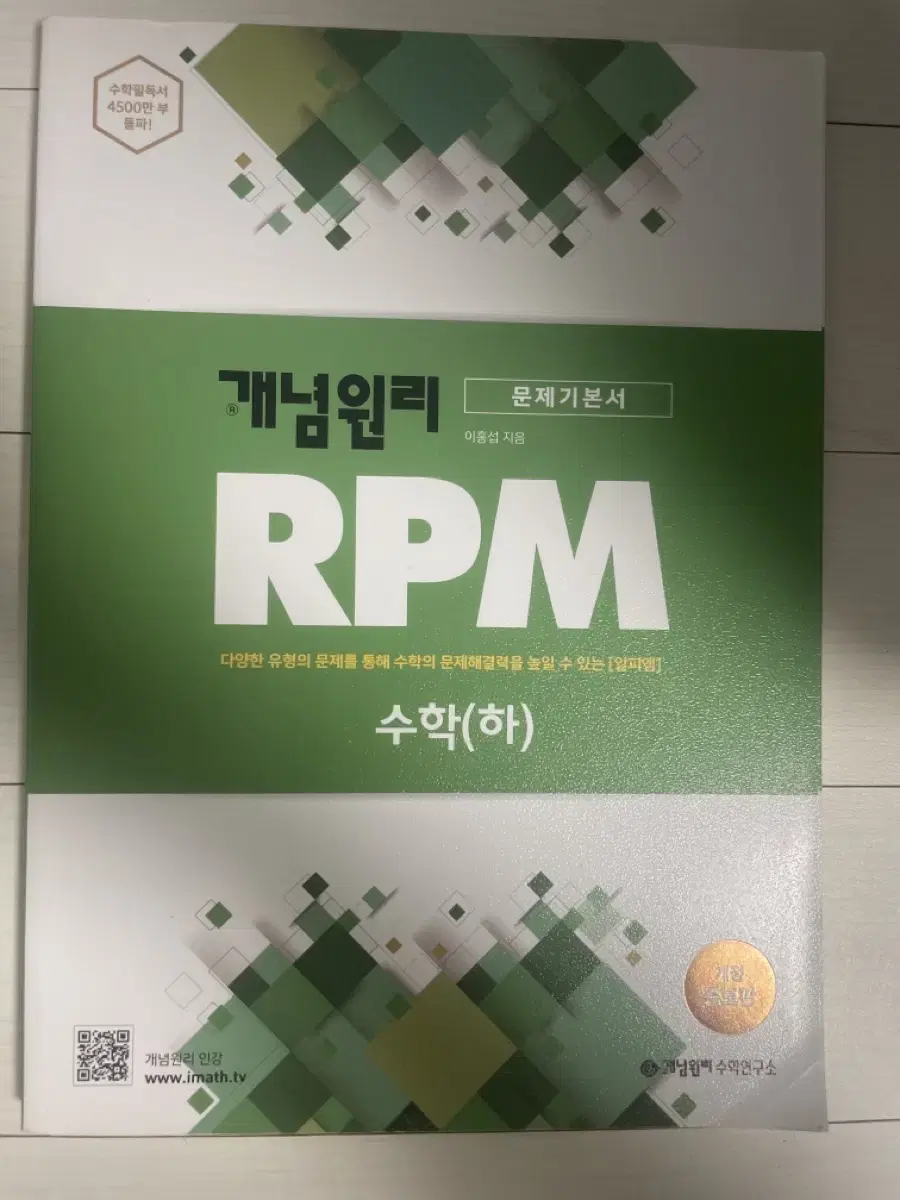 수학필독서
4500만 부
돌파!
개념원리
®
문제기본서
이홍섭 지음
RPM
다양한 유형의 문제를 통해 수학의 문제해결력을 높일 수 있는 [알피엠]
수학(하)
개정
개념원리 인강
www.imath.tv
개념원리 수학연구소